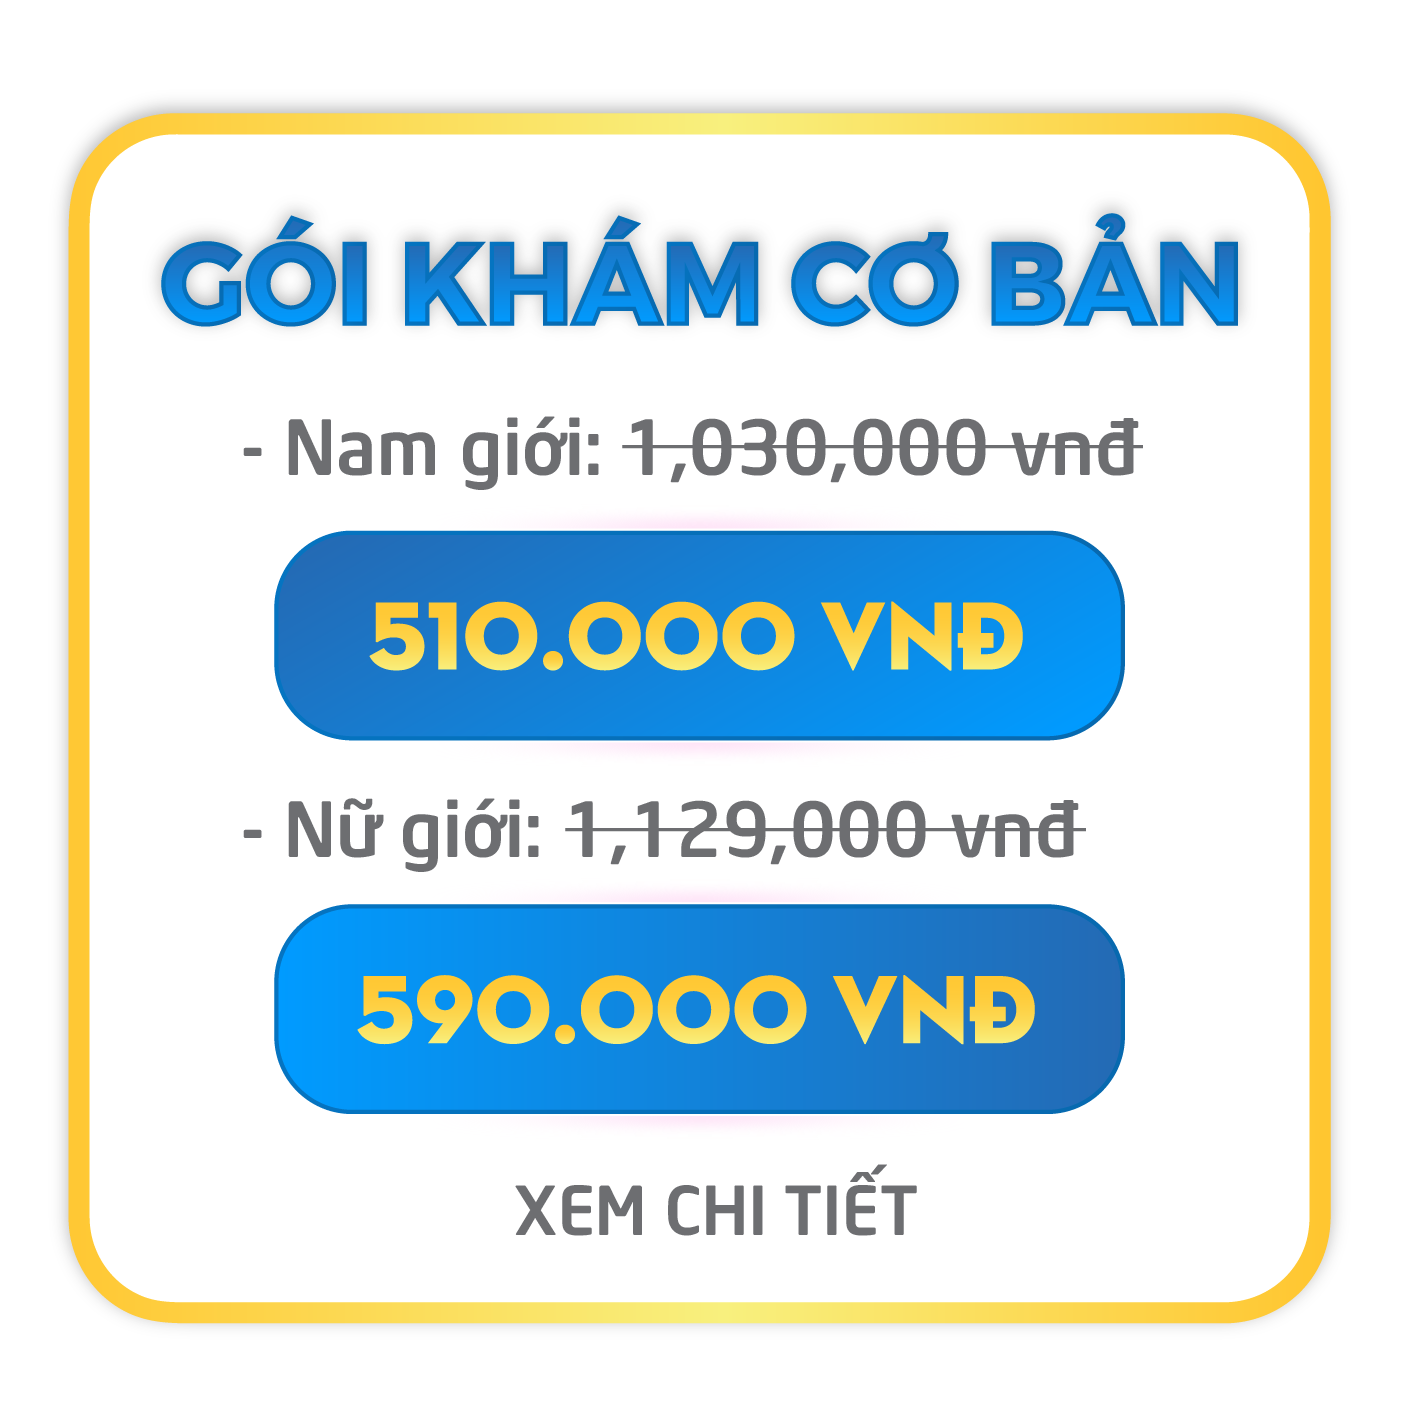 GÓI KHÁM CƠ BẢN
- Nam giới: 1,030,000 vnđ
510.000 VNĐ
- Nữ giới: 1,129,000 vnđ
590.000 VNĐ
XEM CHI TIẾT